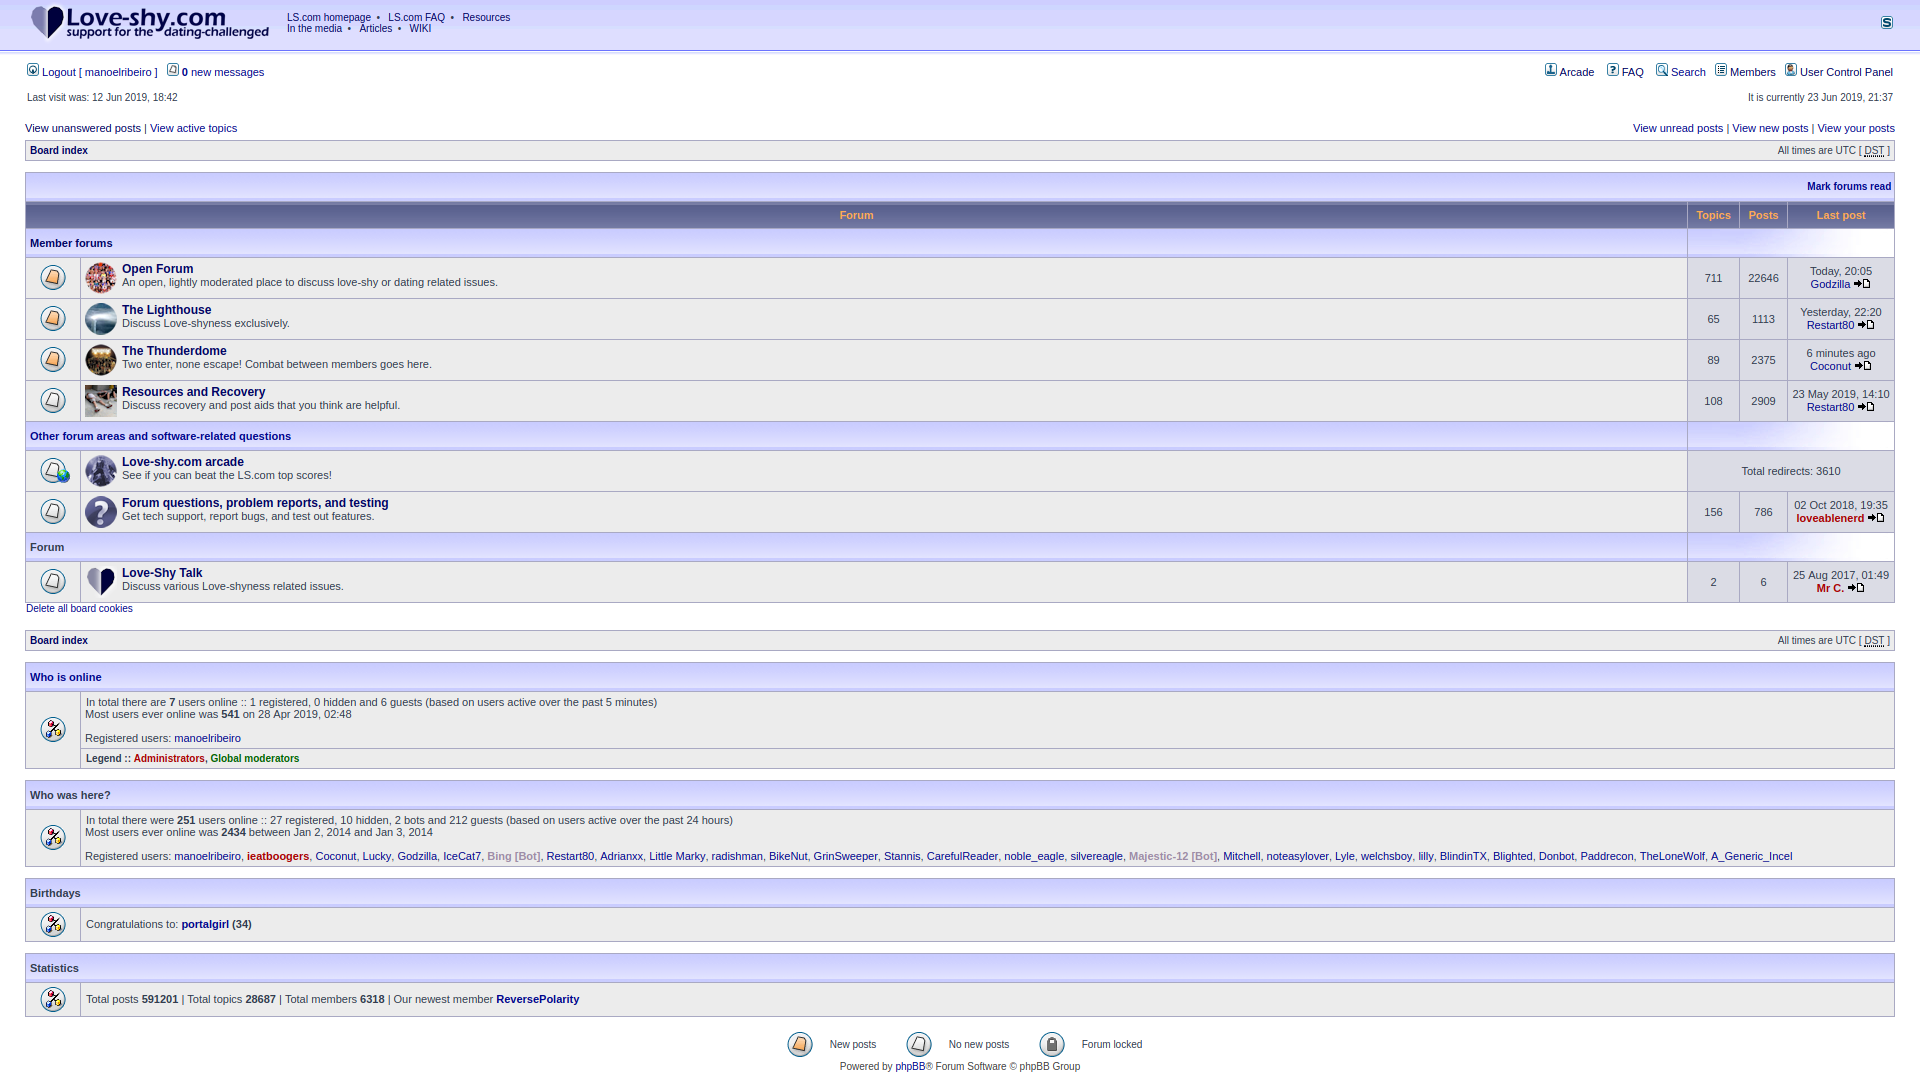 Love-shy.com
support for the dating-challenged
LS.com homepage • LS.com FAQ • Resources
In the media • Articles • WIKI
S
Logout [ manoelribeiro ] 0 new messages
Arcade FAQ Search Members User Control Panel
Last visit was: 12 Jun 2019, 18:42
It is currently 23 Jun 2019, 21:37
View unanswered posts | View active topics
View unread posts | View new posts | View your posts
Board index
All times are UTC [ DST ]
Mark forums read
Forum Topics Posts Last post
Member forums
Open Forum
An open, lightly moderated place to discuss love-shy or dating related issues.
711 22646
Today, 20:05
Godzilla
The Lighthouse
Discuss Love-shyness exclusively.
65 1113
Yesterday, 22:20
Restart80
The Thunderdome
Two enter, none escape! Combat between members goes here.
89 2375
6 minutes ago
Coconut
Resources and Recovery
Discuss recovery and post aids that you think are helpful.
108 2909
23 May 2019, 14:10
Restart80
Other forum areas and software-related questions
Love-shy.com arcade
See if you can beat the LS.com top scores!
Total redirects: 3610
Forum questions, problem reports, and testing
Get tech support, report bugs, and test out features.
156 786
02 Oct 2018, 19:35
loveablenerd
Forum
Love-Shy Talk
Discuss various Love-shyness related issues.
2 6
25 Aug 2017, 01:49
Mr C.
Delete all board cookies
Board index
All times are UTC [ DST ]
Who is online
In total there are 7 users online :: 1 registered, 0 hidden and 6 guests (based on users active over the past 5 minutes)
Most users ever online was 541 on 28 Apr 2019, 02:48
Registered users: manoelribeiro
Legend :: Administrators, Global moderators
Who was here?
In total there were 251 users online :: 27 registered, 10 hidden, 2 bots and 212 guests (based on users active over the past 24 hours)
Most users ever online was 2434 between Jan 2, 2014 and Jan 3, 2014
Registered users: manoelribeiro, ieatboogers, Coconut, Lucky, Godzilla, IceCat7, Bing [Bot], Restart80, Adrianxx, Little Marky, radishman, BikeNut, GrinSweeper, Stannis, CarefulReader, noble_eagle, silvereagle, Majestic-12 [Bot], Mitchell, noteasylover, Lyle, welchsboy, lilly, BlindinTX, Blighted, Donbot, Paddrecon, TheLoneWolf, A_Generic_Incel
Birthdays
Congratulations to: portalgirl (34)
Statistics
Total posts 591201 | Total topics 28687 | Total members 6318 | Our newest member ReversePolarity
New posts No new posts Forum locked
Powered by phpBB® Forum Software © phpBB Group